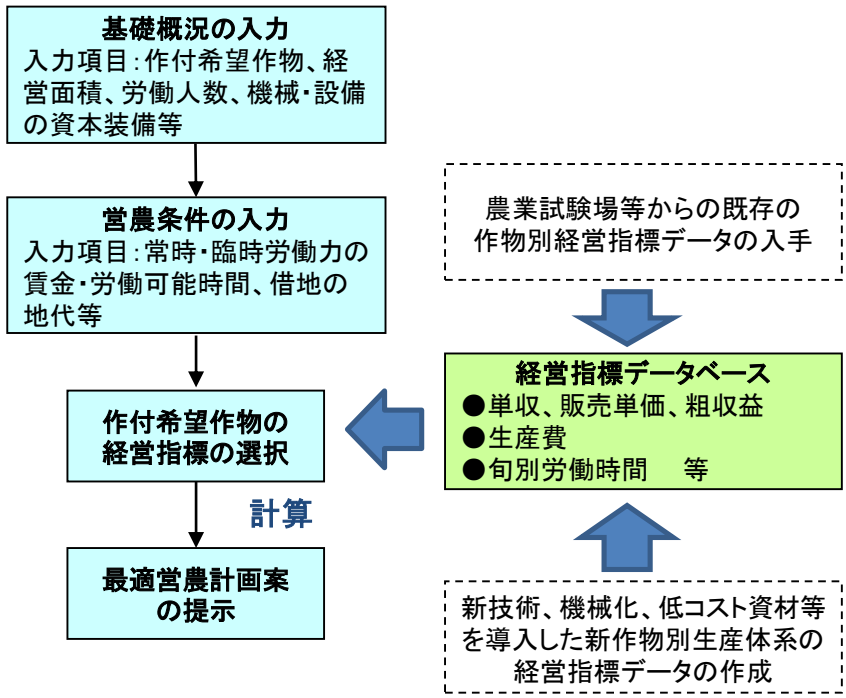 基礎概況の入力
入力項目：作付希望作物、経
営面積、労働人数、機械・設備
の資本装備等
営農条件の入力
入力項目：常時・臨時労働力の
賃金・労働可能時間、借地の
地代等
作付希望作物の
経営指標の選択
計算
最適営農計画案
の提示
農業試験場等からの既存の
作物別経営指標データの入手
経営指標データベース
●単収、販売単価、粗収益
●生産費
●旬別労働時間　等
新技術、機械化、低コスト資材等
を導入した新作物別生産体系の
経営指標データの作成